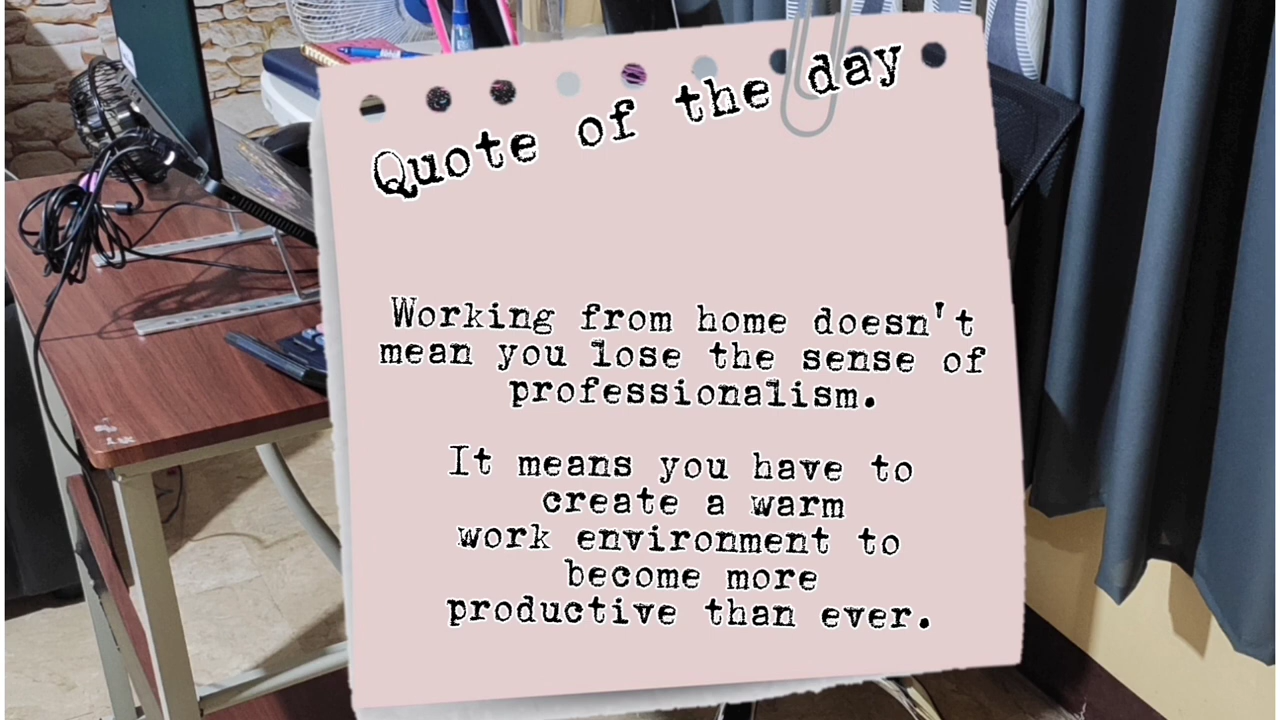 Quote of the day
Working from home doesn't
mean you lose the sense of
professionalism.
It means you have to
create a warm
work environment to
become more
productive than ever.